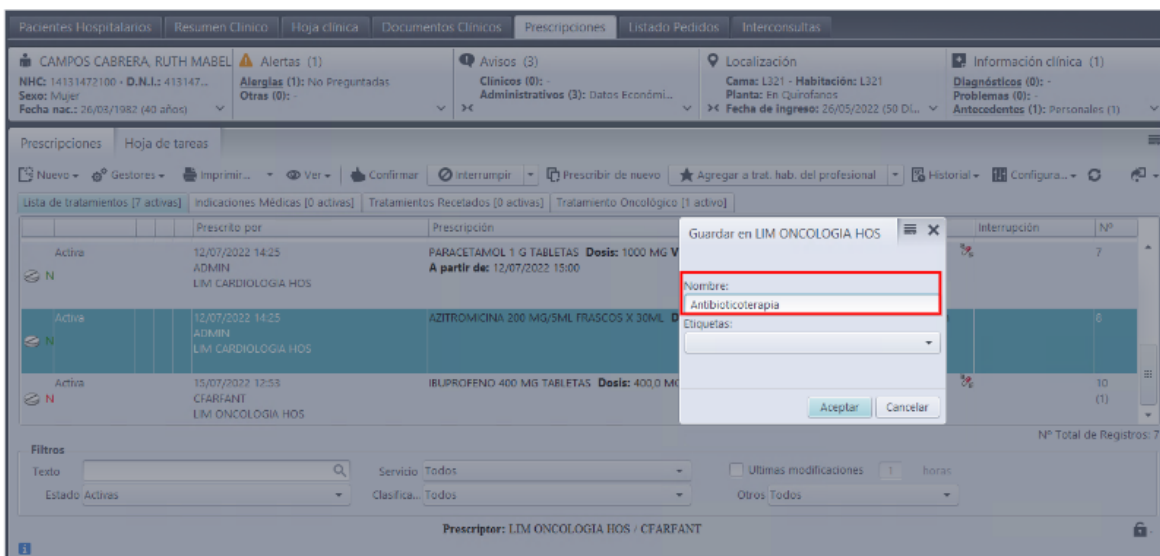 Pacientes Hospitalarios Resumen Clínico Hoja clínica Documentos Clínicos Prescripciones Listado Pedidos Interconsultas
CAMPOS CABRERA, RUTH MABEL
NHC: 14131472100 - D.N.I.: 413147...
Sexo: Mujer
Fecha nac.: 26/03/1982 (40 años)
Alertas (1)
Alergias (1): No Preguntadas
Otras (0): -
Avisos (3)
Clínicos (0): -
Administrativos (3): Datos Económi...
Localización
Cama: L321 - Habitación: L321
Planta: En Quirofanos
Fecha de ingreso: 26/05/2022 (50 Di...
Información clínica (1)
Diagnósticos (0): -
Problemas (0): -
Antecedentes (1): Personales (1)
Prescripciones Hoja de tareas
Nuevo Gestores Imprimir... Ver Confirmar Interrumpir Prescribir de nuevo Agregar a trat. hab. del profesional Historial Configura...
Lista de tratamientos [7 activas] Indicaciones Médicas [0 activas] Tratamientos Recetados [0 activas] Tratamiento Oncológico [1 activo]
Prescrito por Prescripción Interrupción Nº
Activa 12/07/2022 14:25 PARACETAMOL 1 G TABLETAS Dosis: 1000 MG V 7
ADMIN A partir de: 12/07/2022 15:00
N LIM CARDIOLOGIA HOS
Activa 12/07/2022 14:25 AZITROMICINA 200 MG/5ML FRASCOS X 30ML D 8
ADMIN
N LIM CARDIOLOGIA HOS
Activa 15/07/2022 12:53 IBUPROFENO 400 MG TABLETAS Dosis: 400,0 MG 10
N CFARFANT (1)
LIM ONCOLOGIA HOS
Guardar en LIM ONCOLOGIA HOS
Nombre:
Antibioticoterapia
Etiquetas:
Aceptar Cancelar
Nº Total de Registros: 7
Filtros
Texto Servicio Todos Ultimas modificaciones 1 horas
Estado Activas Clasifica... Todos Otros Todos
Prescriptor: LIM ONCOLOGIA HOS / CFARFANT